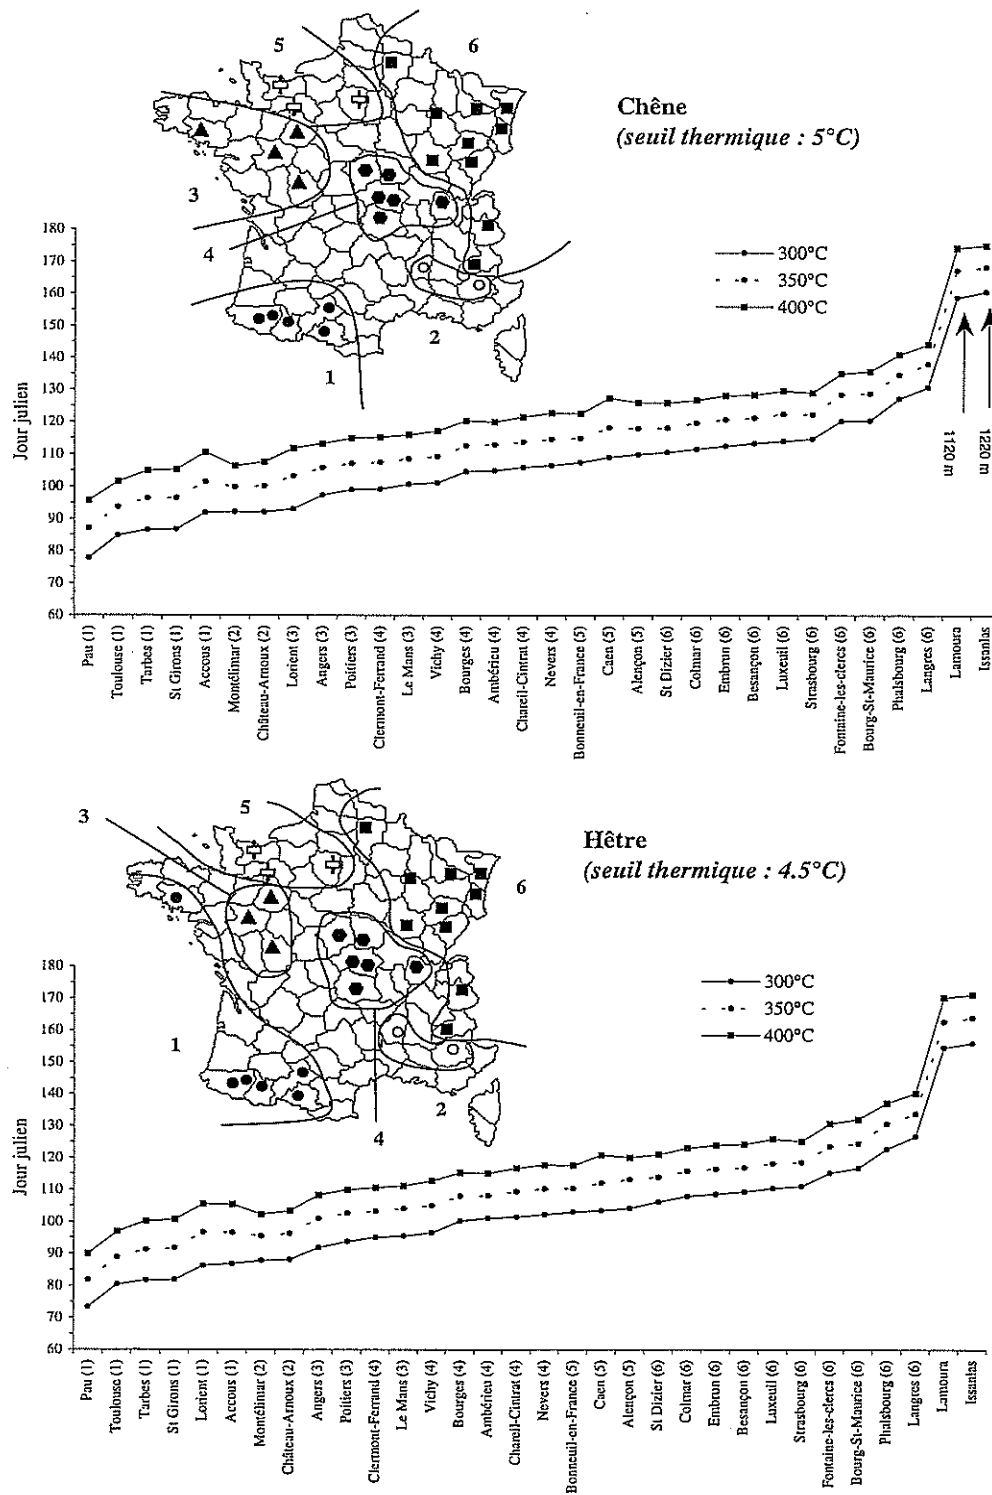 5
6
Chêne
(seuil thermique : 5°C)
3
4
2
1
300°C
350°C
400°C
Jour julien
180
170
160
150
140
130
120
110
100
90
80
70
60
1120 m
1220 m
Pau (1)
Toulouse (1)
Tarbes (1)
St Girons (1)
Accous (1)
Montélimar (2)
Château-Arnoux (2)
Lorient (3)
Angers (3)
Poitiers (3)
Clermont-Ferrand (4)
Le Mans (3)
Vichy (4)
Bourges (4)
Ambérieu (4)
Chareil-Cintrat (4)
Nevers (4)
Bonneuil-en-France (5)
Caen (5)
Alençon (5)
St Dizier (6)
Colmar (6)
Embrun (6)
Besançon (6)
Luxeuil (6)
Strasbourg (6)
Fontaine-les-clercs (6)
Bourg-St-Maurice (6)
Phalsbourg (6)
Langres (6)
Lamoura
Issanlas
3
5
6
Hêtre
(seuil thermique : 4.5°C)
1
2
4
300°C
350°C
400°C
Jour julien
180
170
160
150
140
130
120
110
100
90
80
70
60
Pau (1)
Toulouse (1)
Tarbes (1)
St Girons (1)
Lorient (1)
Accous (1)
Montélimar (2)
Château-Arnoux (2)
Angers (3)
Poitiers (3)
Clermont-Ferrand (4)
Le Mans (3)
Vichy (4)
Bourges (4)
Ambérieu (4)
Chareil-Cintrat (4)
Nevers (4)
Bonneuil-en-France (5)
Caen (5)
Alençon (5)
St Dizier (6)
Colmar (6)
Embrun (6)
Besançon (6)
Luxeuil (6)
Strasbourg (6)
Fontaine-les-clercs (6)
Bourg-St-Maurice (6)
Phalsbourg (6)
Langres (6)
Lamoura
Issanlas